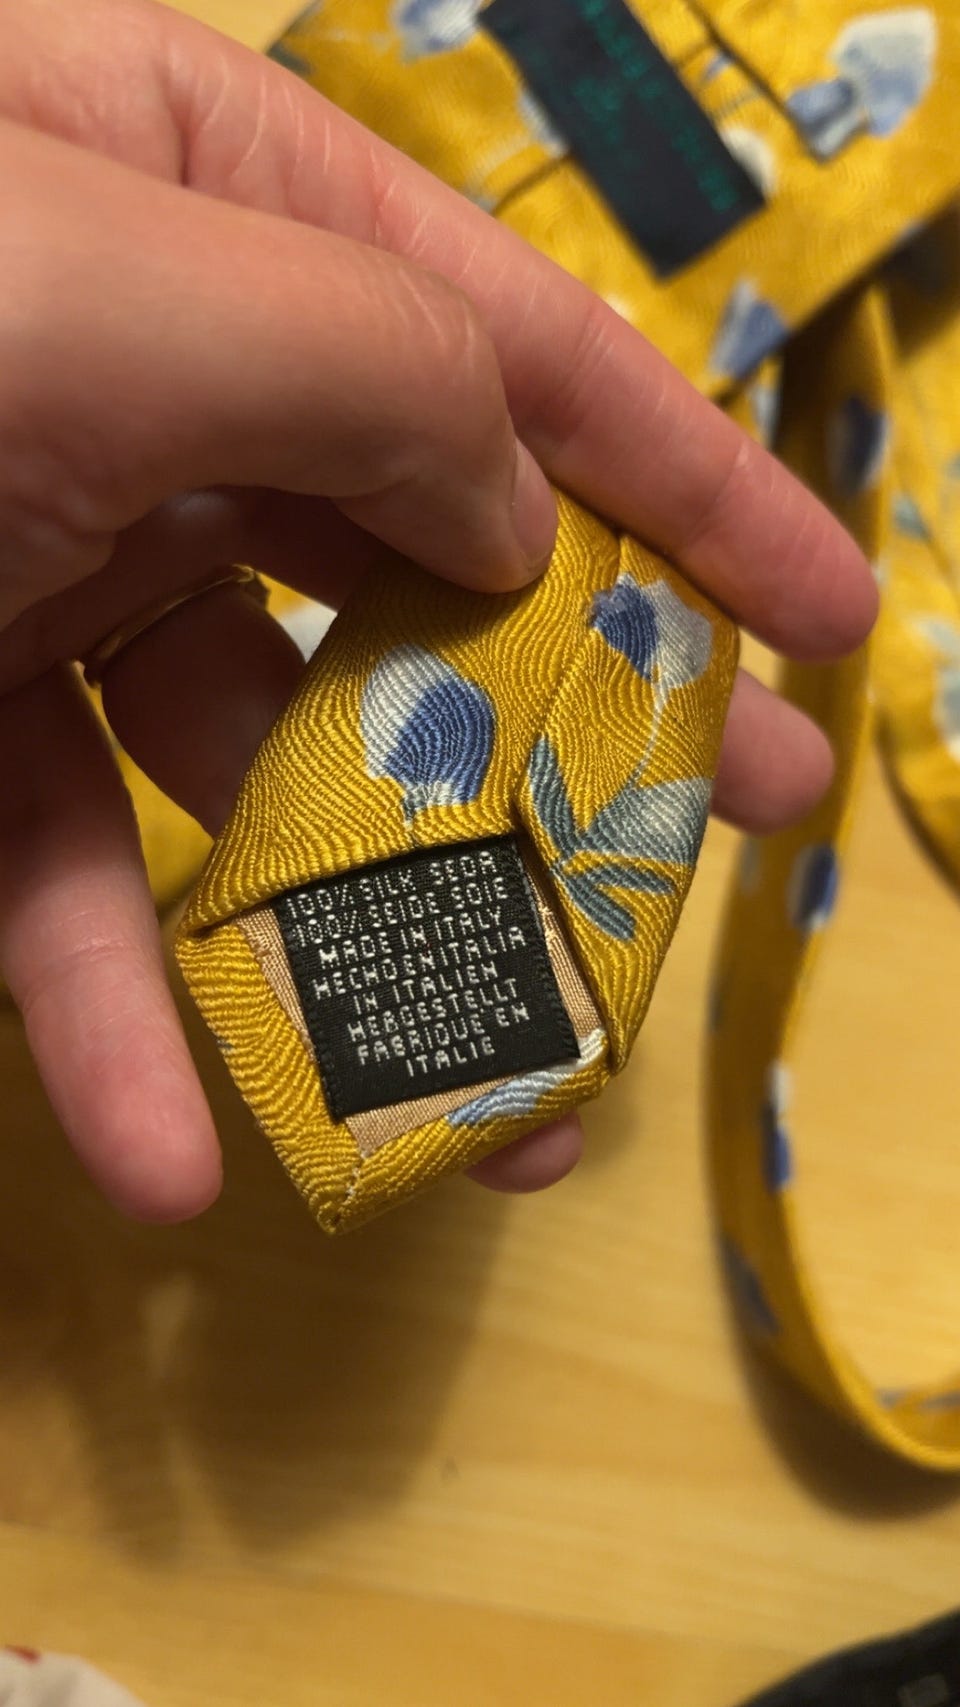 100% SILK SEDA
100% SEIDE SOIE
MADE IN ITALY
HECHO EN ITALIA
IN ITALIEN
HERGESTELLT
FABRIQUE EN
ITALIE